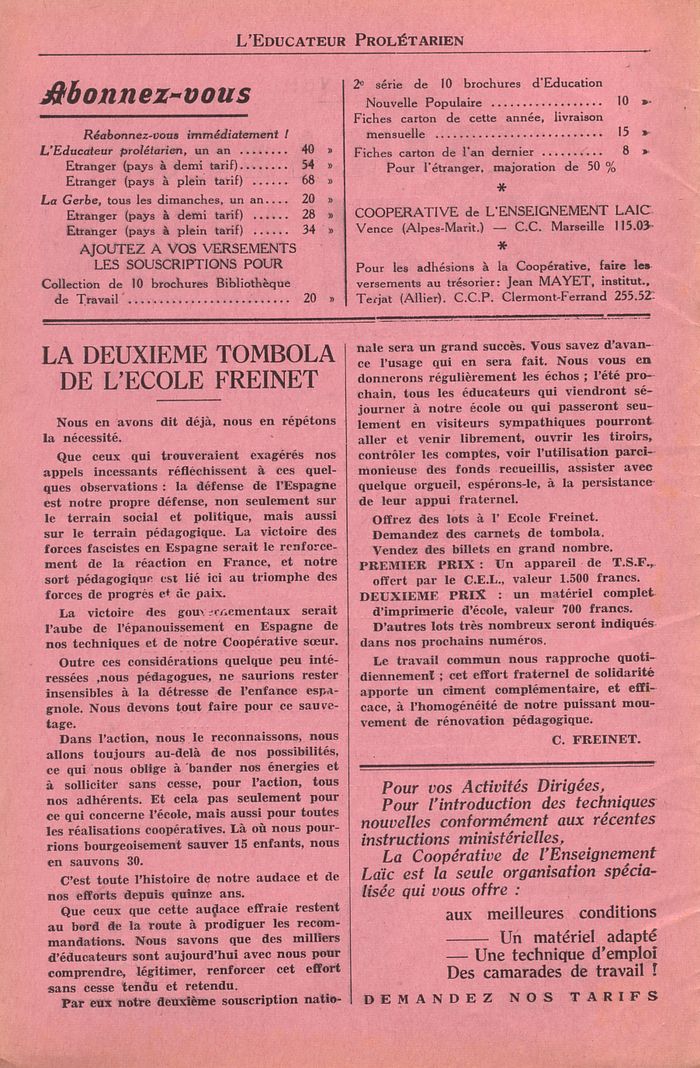 L'EDUCATEUR PROLÉTARIEN
Abonnez-vous
Réabonnez-vous immédiatement !
L'Educateur prolétarien, un an ........ 40 »
Etranger (pays à demi tarif)........ 54 »
Etranger (pays à plein tarif) ...... 68 »
La Gerbe, tous les dimanches, un an.... 20 »
Etranger (pays à demi tarif) ...... 28 »
Etranger (pays à plein tarif) ...... 34 »
AJOUTEZ A VOS VERSEMENTS
LES SOUSCRIPTIONS POUR
Collection de 10 brochures Bibliothèque
de Travail ......................... 20 »
2e série de 10 brochures d'Education
Nouvelle Populaire .................. 10 »
Fiches carton de cette année, livraison
mensuelle ........................... 15 »
Fiches carton de l'an dernier .......... 8 »
Pour l'étranger, majoration de 50 %
*
COOPERATIVE de L'ENSEIGNEMENT LAIC
Vence (Alpes-Marit.) — C.C. Marseille 115.03
*
Pour les adhésions à la Coopérative, faire les
versements au trésorier: Jean MAYET, institut.,
Terjat (Allier). C.C.P. Clermont-Ferrand 255.52
LA DEUXIEME TOMBOLA
DE L'ECOLE FREINET
Nous en avons dit déjà, nous en répétons
la nécessité.
Que ceux qui trouveraient exagérés nos
appels incessants réfléchissent à ces quel-
ques observations : la défense de l'Espagne
est notre propre défense, non seulement sur
le terrain social et politique, mais aussi
sur le terrain pédagogique. La victoire des
forces fascistes en Espagne serait le renforce-
ment de la réaction en France, et notre
sort pédagogique est lié ici au triomphe des
forces de progrès et de paix.
La victoire des gouvernementaux serait
l'aube de l'épanouissement en Espagne de
nos techniques et de notre Coopérative sœur.
Outre ces considérations quelque peu inté-
ressées ,nous pédagogues, ne saurions rester
insensibles à la détresse de l'enfance espa-
gnole. Nous devons tout faire pour ce sauve-
tage.
Dans l'action, nous le reconnaissons, nous
allons toujours au-delà de nos possibilités,
ce qui nous oblige à bander nos énergies et
à solliciter sans cesse, pour l'action, tous
nos adhérents. Et cela pas seulement pour
ce qui concerne l'école, mais aussi pour toutes
les réalisations coopératives. Là où nous pour-
rions bourgeoisement sauver 15 enfants, nous
en sauvons 30.
C'est toute l'histoire de notre audace et de
nos efforts depuis quinze ans.
Que ceux que cette audace effraie restent
au bord de la route à prodiguer les recom-
mandations. Nous savons que des milliers
d'éducateurs sont aujourd'hui avec nous pour
comprendre, légitimer, renforcer cet effort
sans cesse tendu et retendu.
Par eux notre deuxième souscription natio-
nale sera un grand succès. Vous savez d'avan-
ce l'usage qui en sera fait. Nous vous en
donnerons régulièrement les échos ; l'été pro-
chain, tous les éducateurs qui viendront sé-
journer à notre école ou qui passeront seu-
lement en visiteurs sympathiques pourront
aller et venir librement, ouvrir les tiroirs,
contrôler les comptes, voir l'utilisation parci-
monieuse des fonds recueillis, assister avec
quelque orgueil, espérons-le, à la persistance
de leur appui fraternel.
Offrez des lots à l' Ecole Freinet.
Demandez des carnets de tombola.
Vendez des billets en grand nombre.
PREMIER PRIX : Un appareil de T.S.F.,
offert par le C.E.L., valeur 1.500 francs.
DEUXIEME PRIX : un matériel complet
d'imprimerie d'école, valeur 700 francs.
D'autres lots très nombreux seront indiqués
dans nos prochains numéros.
Le travail commun nous rapproche quoti-
diennement ; cet effort fraternel de solidarité
apporte un ciment complémentaire, et effi-
cace, à l'homogénéité de notre puissant mou-
vement de rénovation pédagogique.
C. FREINET.
Pour vos Activités Dirigées,
Pour l'introduction des techniques
nouvelles conformément aux récentes
instructions ministérielles,
La Coopérative de l'Enseignement
Laïc est la seule organisation spécia-
lisée qui vous offre :
aux meilleures conditions
—— Un matériel adapté
— Une technique d'emploi
Des camarades de travail !
DEMANDEZ NOS TARIFS